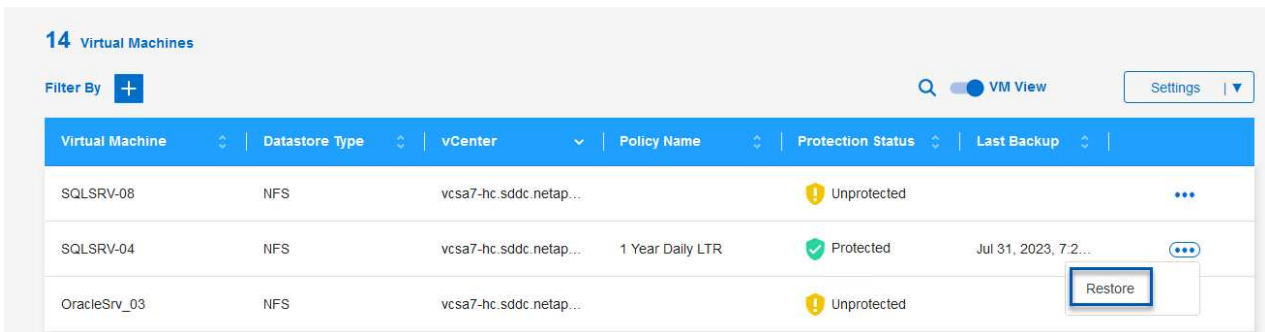 14 Virtual Machines
Filter By +
VM View
Settings
Virtual Machine Datastore Type vCenter Policy Name Protection Status Last Backup
SQLSRV-08 NFS vcsa7-hc.sddc.netap... Unprotected
SQLSRV-04 NFS vcsa7-hc.sddc.netap... 1 Year Daily LTR Protected Jul 31, 2023, 7:2...
Restore
OracleSrv_03 NFS vcsa7-hc.sddc.netap... Unprotected